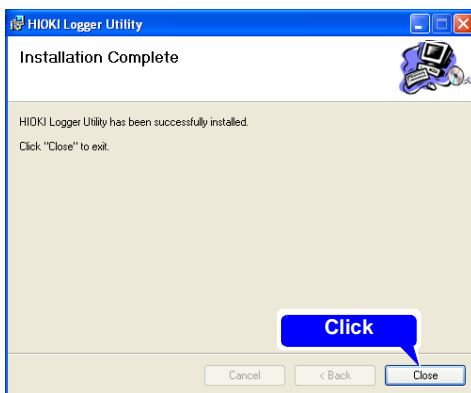 HIOKI Logger Utility
Installation Complete
HIOKI Logger Utility has been successfully installed.
Click "Close" to exit.
Click
Cancel
< Back
Close